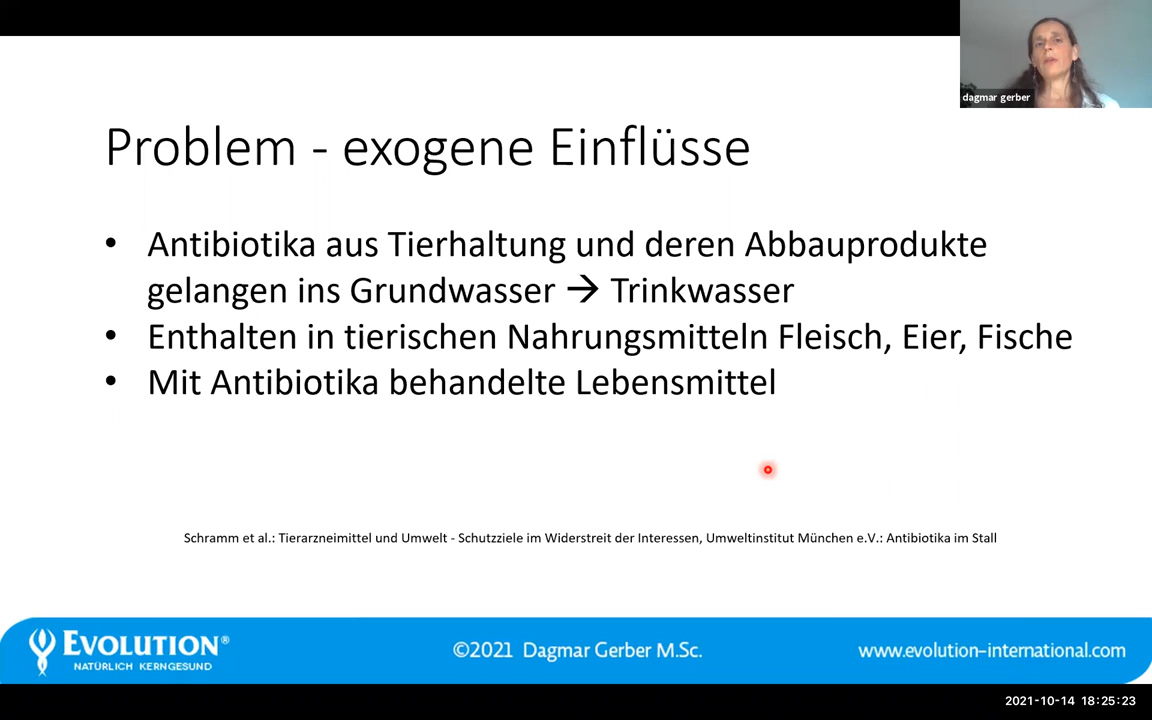 dagmar gerber
Problem - exogene Einflüsse
• Antibiotika aus Tierhaltung und deren Abbauprodukte
gelangen ins Grundwasser → Trinkwasser
• Enthalten in tierischen Nahrungsmitteln Fleisch, Eier, Fische
• Mit Antibiotika behandelte Lebensmittel
Schramm et al.: Tierarzneimittel und Umwelt - Schutzziele im Widerstreit der Interessen, Umweltinstitut München e.V.: Antibiotika im Stall
EVOLUTION®
NATÜRLICH KERNGESUND
©2021 Dagmar Gerber M.Sc.
www.evolution-international.com
2021-10-14 18:25:23